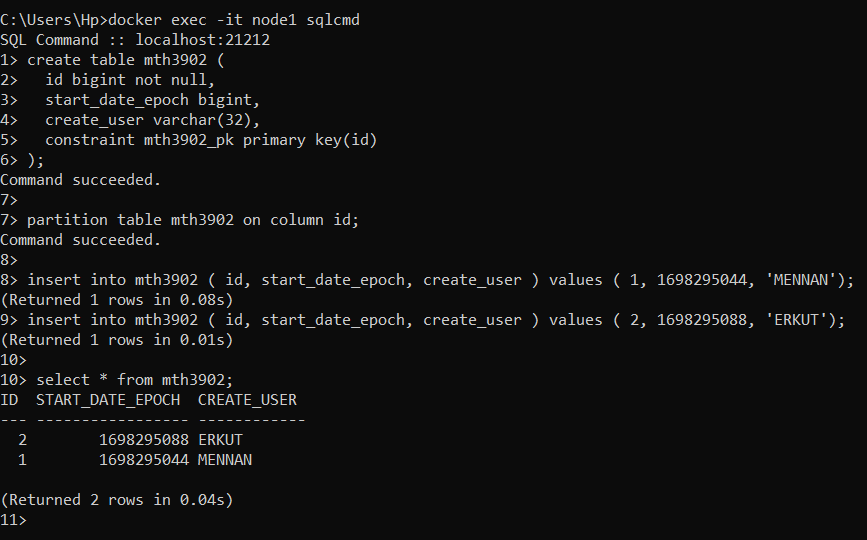 C:\Users\Hp>docker exec -it node1 sqlcmd
SQL Command :: localhost:21212
1> create table mth3902 (
2>   id bigint not null,
3>   start_date_epoch bigint,
4>   create_user varchar(32),
5>   constraint mth3902_pk primary key(id)
6> );
Command succeeded.
7>
7> partition table mth3902 on column id;
Command succeeded.
8>
8> insert into mth3902 ( id, start_date_epoch, create_user ) values ( 1, 1698295044, 'MENNAN');
(Returned 1 rows in 0.08s)
9> insert into mth3902 ( id, start_date_epoch, create_user ) values ( 2, 1698295088, 'ERKUT');
(Returned 1 rows in 0.01s)
10>
10> select * from mth3902;
ID  START_DATE_EPOCH  CREATE_USER
--- ----------------- ------------
  2        1698295088 ERKUT
  1        1698295044 MENNAN

(Returned 2 rows in 0.04s)
11>